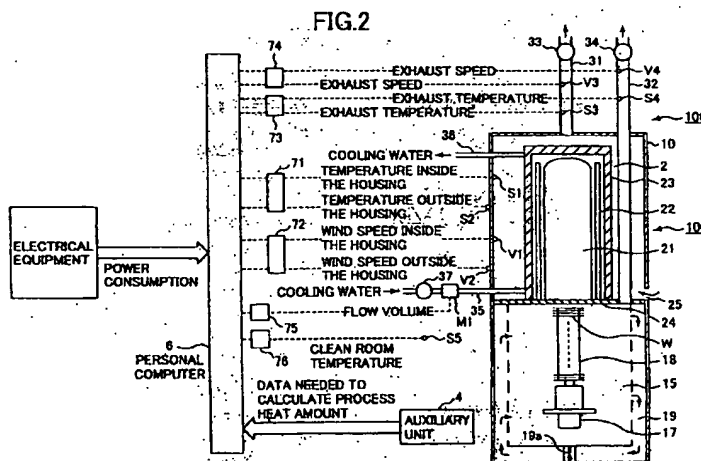 FIG.2
74
33
34
31
EXHAUST SPEED
V4
EXHAUST SPEED
V3
32
EXHAUST TEMPERATURE
S4
EXHAUST TEMPERATURE
S3
73
10
COOLING WATER
2
71
TEMPERATURE INSIDE
THE HOUSING
S1
23
TEMPERATURE OUTSIDE
THE HOUSING
S2
22
72
WIND SPEED INSIDE
THE HOUSING
V1
21
WIND SPEED OUTSIDE
THE HOUSING
V2
ELECTRICAL
EQUIPMENT
POWER
CONSUMPTION
37
COOLING WATER
35
25
75
FLOW VOLUME
M1
24
W
6
PERSONAL
COMPUTER
76
CLEAN ROOM
TEMPERATURE
S5
18
15
DATA NEEDED TO
CALCULATE PROCESS
HEAT AMOUNT
4
AUXILIARY
UNIT
19
17
19a